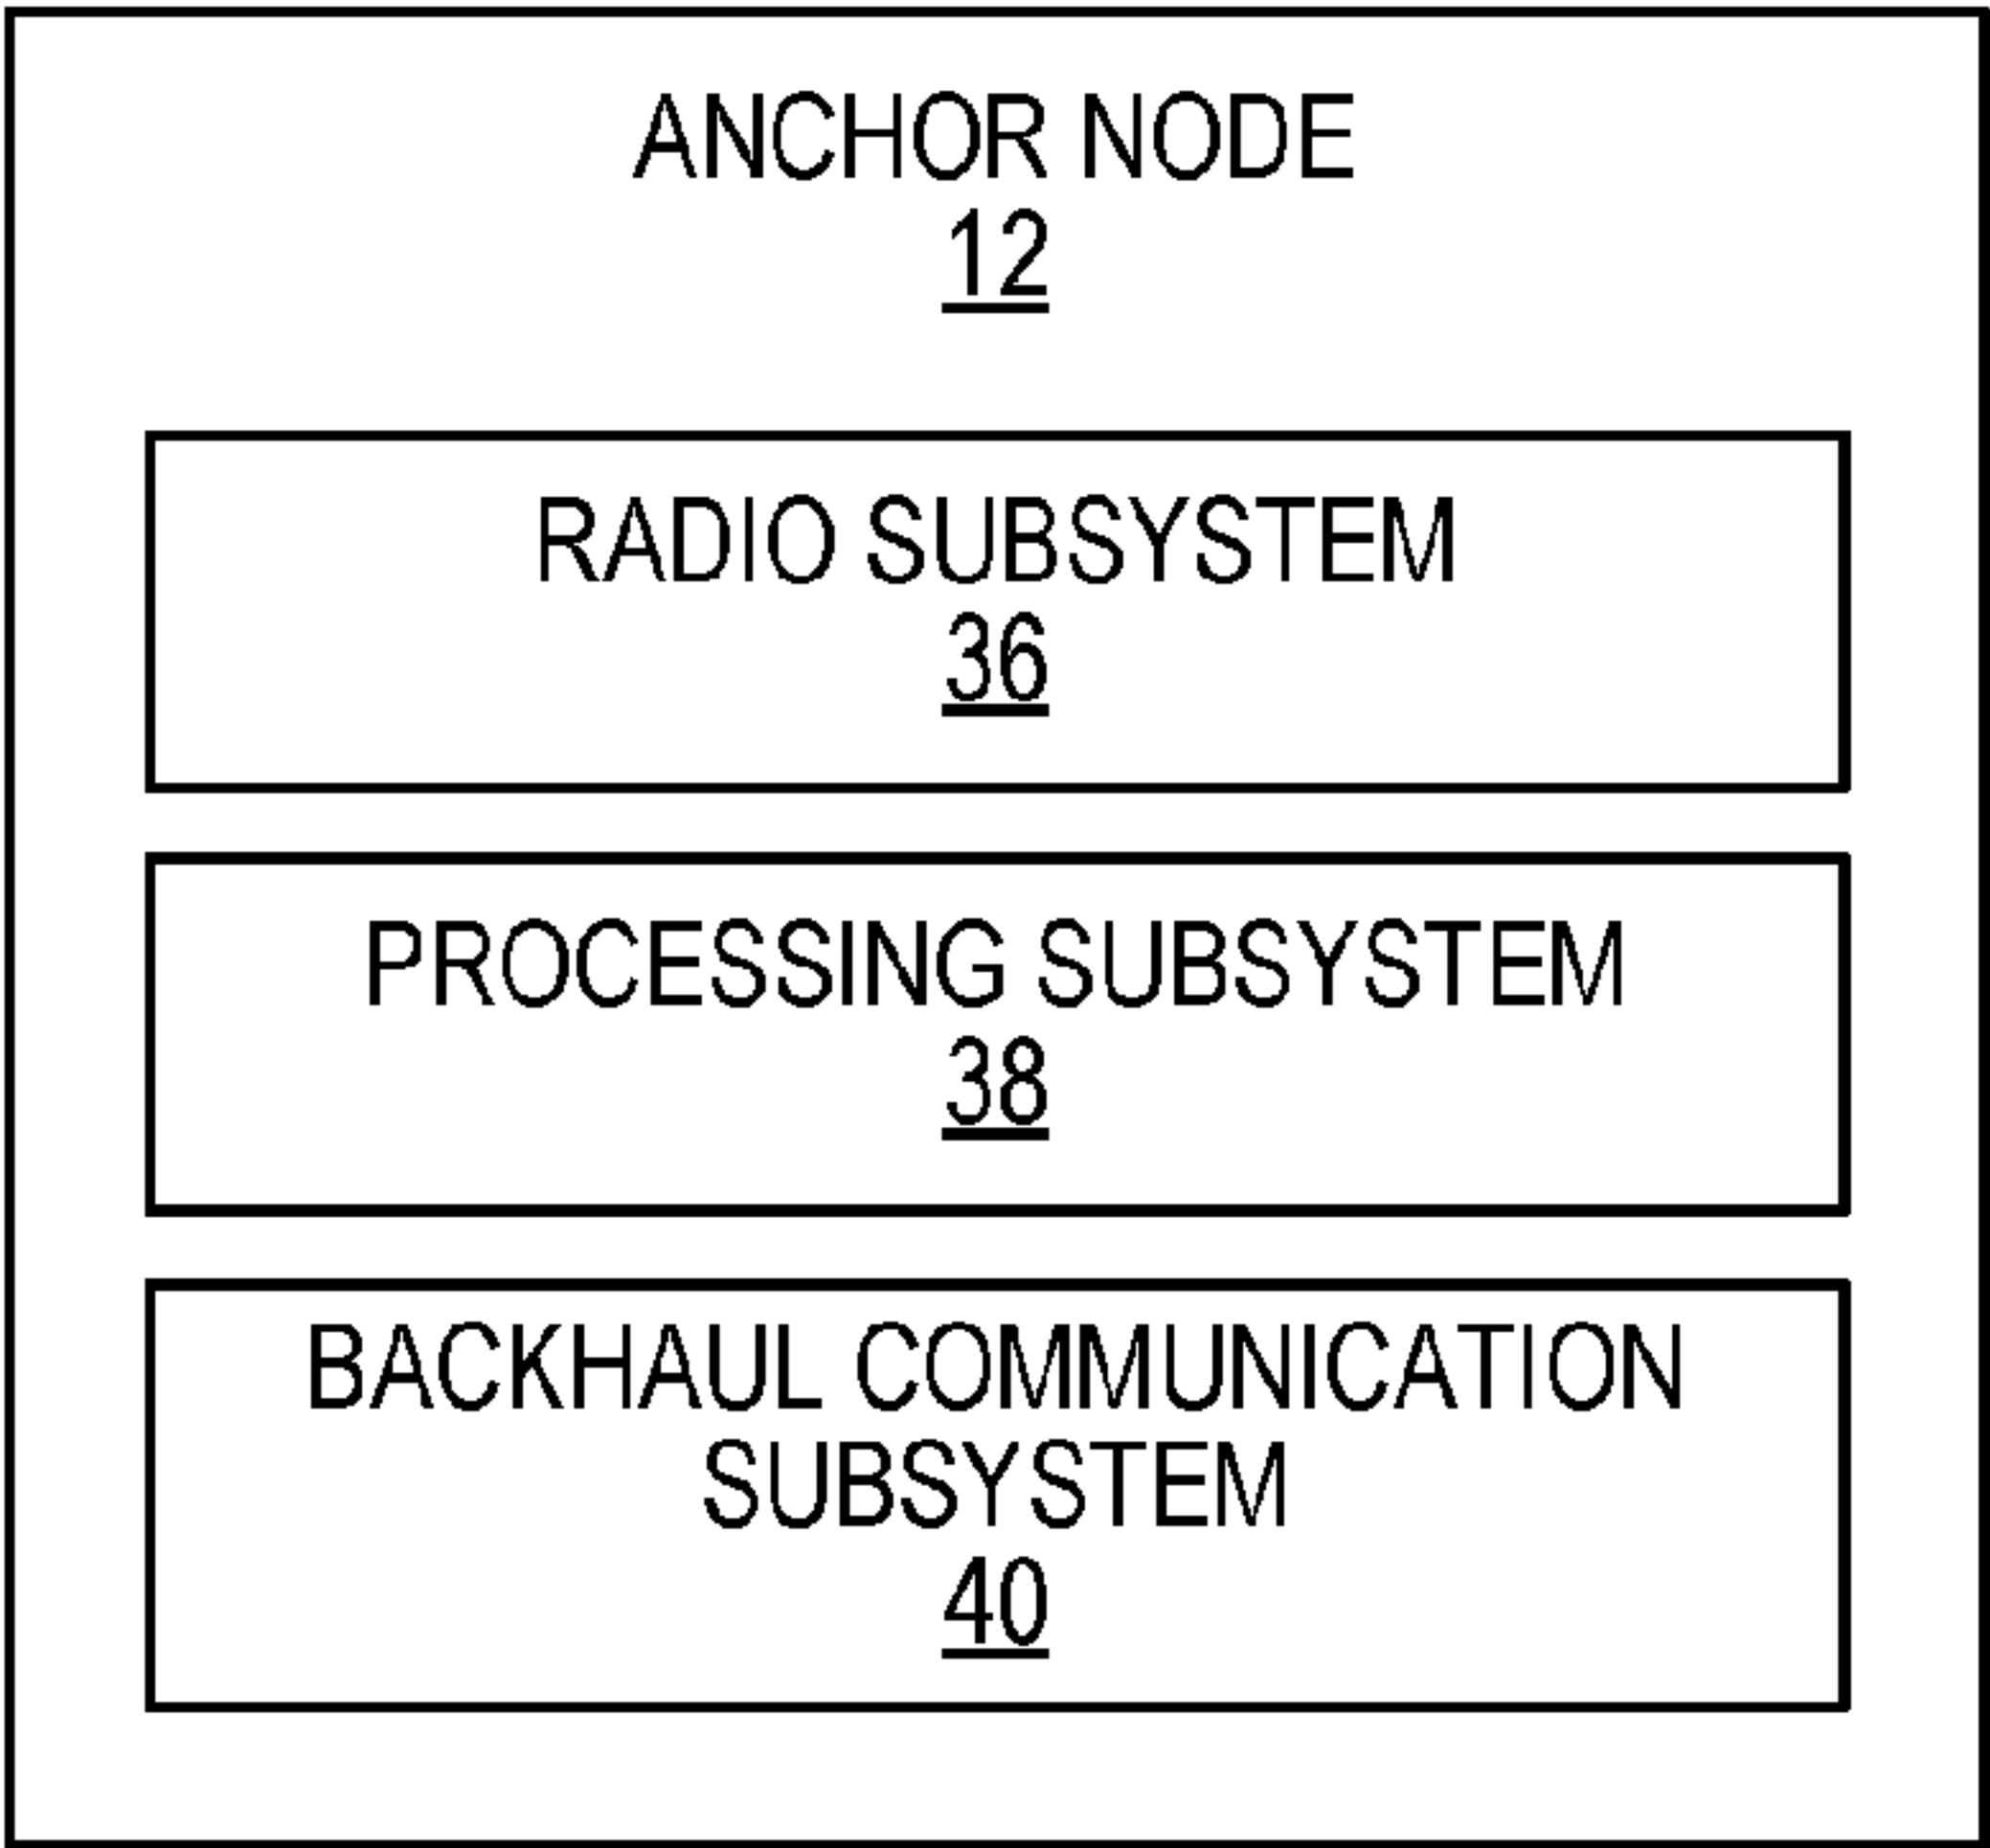 ANCHOR NODE
12
RADIO SUBSYSTEM
36
PROCESSING SUBSYSTEM
38
BACKHAUL COMMUNICATION
SUBSYSTEM
40